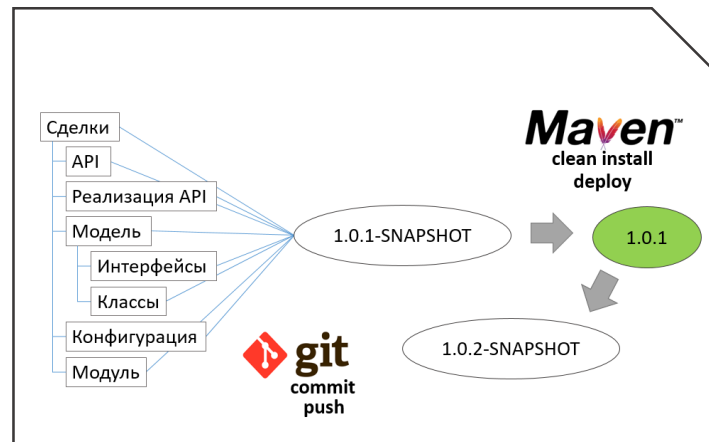 Сделки
API
Реализация API
Модель
Интерфейсы
Классы
Конфигурация
Модуль
1.0.1-SNAPSHOT
Maven™
clean install
deploy
1.0.1
1.0.2-SNAPSHOT
git
commit
push